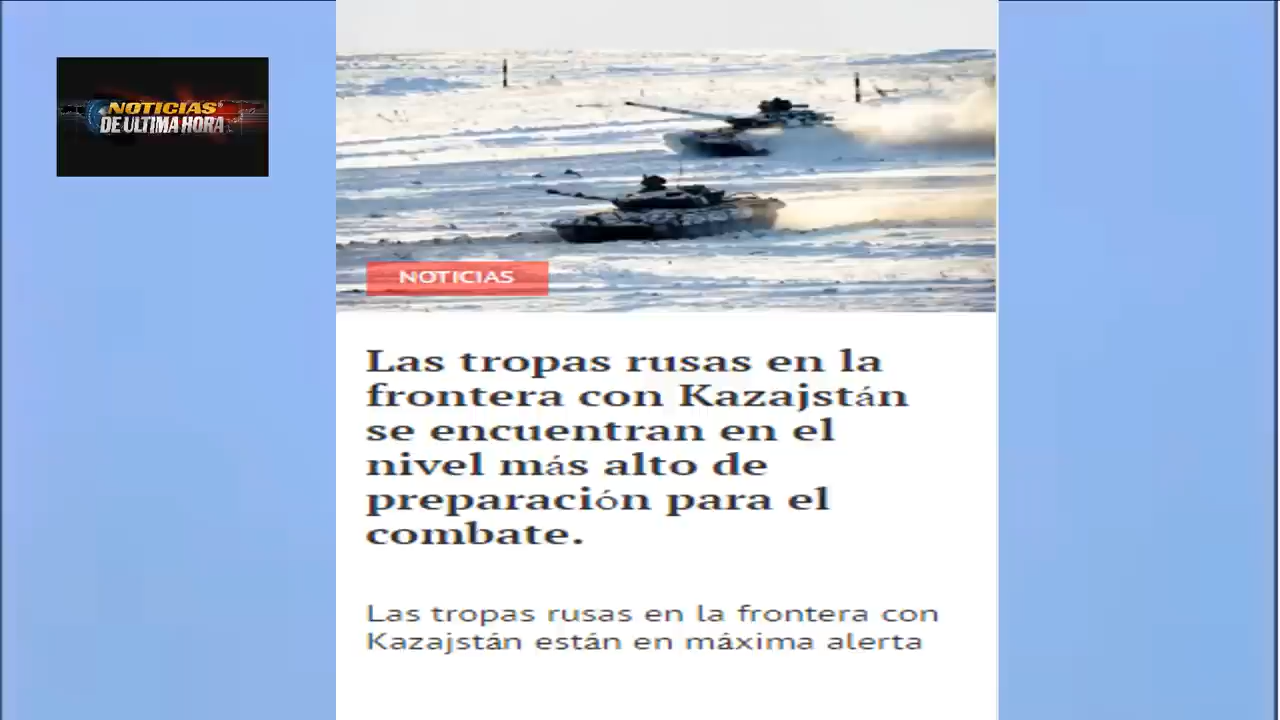 NOTICIAS
DE ULTIMA HORA
NOTICIAS
Las tropas rusas en la
frontera con Kazajstán
se encuentran en el
nivel más alto de
preparación para el
combate.
Las tropas rusas en la frontera con
Kazajstán están en máxima alerta